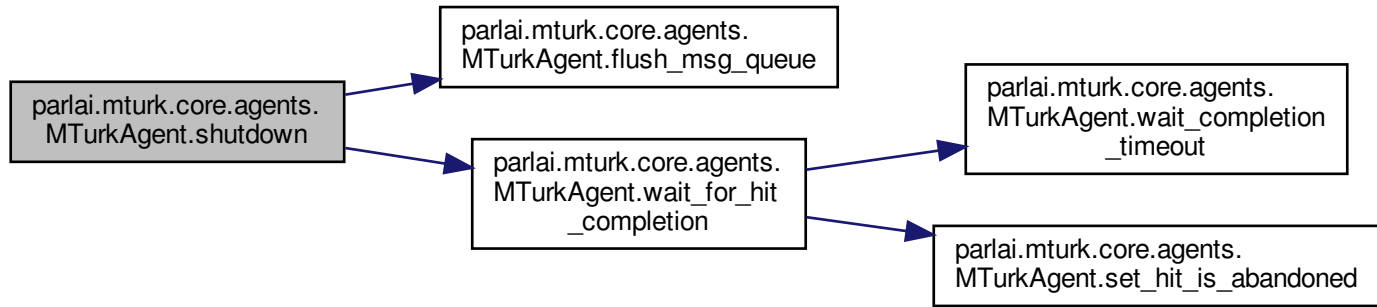 parlai.mturk.core.agents.
MTurkAgent.shutdown
parlai.mturk.core.agents.
MTurkAgent.flush_msg_queue
parlai.mturk.core.agents.
MTurkAgent.wait_for_hit
_completion
parlai.mturk.core.agents.
MTurkAgent.wait_completion
_timeout
parlai.mturk.core.agents.
MTurkAgent.set_hit_is_abandoned